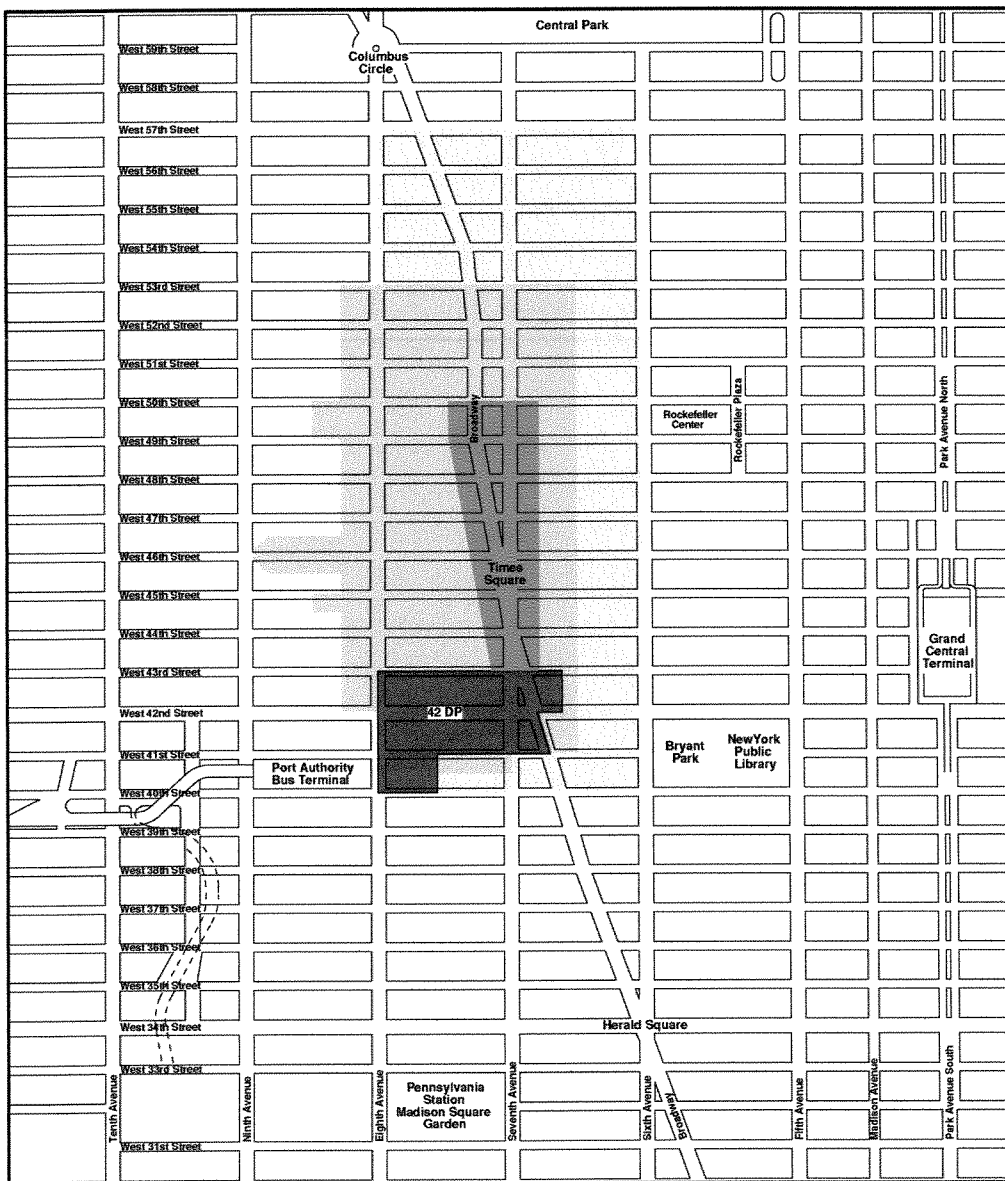 Central Park
West 59th Street
Columbus
Circle
West 58th Street
West 57th Street
West 56th Street
West 55th Street
West 54th Street
West 53rd Street
West 52nd Street
West 51st Street
West 50th Street
Broadway
Rockefeller
Center
Rockefeller Plaza
Park Avenue North
West 49th Street
West 48th Street
West 47th Street
West 46th Street
Times
Square
West 45th Street
West 44th Street
Grand
Central
Terminal
West 43rd Street
West 42nd Street
42 DP
West 41st Street
Port Authority
Bus Terminal
Bryant
Park
NewYork
Public
Library
West 40th Street
West 39th Street
West 38th Street
West 37th Street
West 36th Street
West 35th Street
West 34th Street
Herald Square
West 33rd Street
Tenth Avenue
Ninth Avenue
Eighth Avenue
Pennsylvania
Station
Madison Square
Garden
Seventh Avenue
Sixth Avenue
Broadway
Fifth Avenue
Madison Avenue
Park Avenue South
West 31st Street